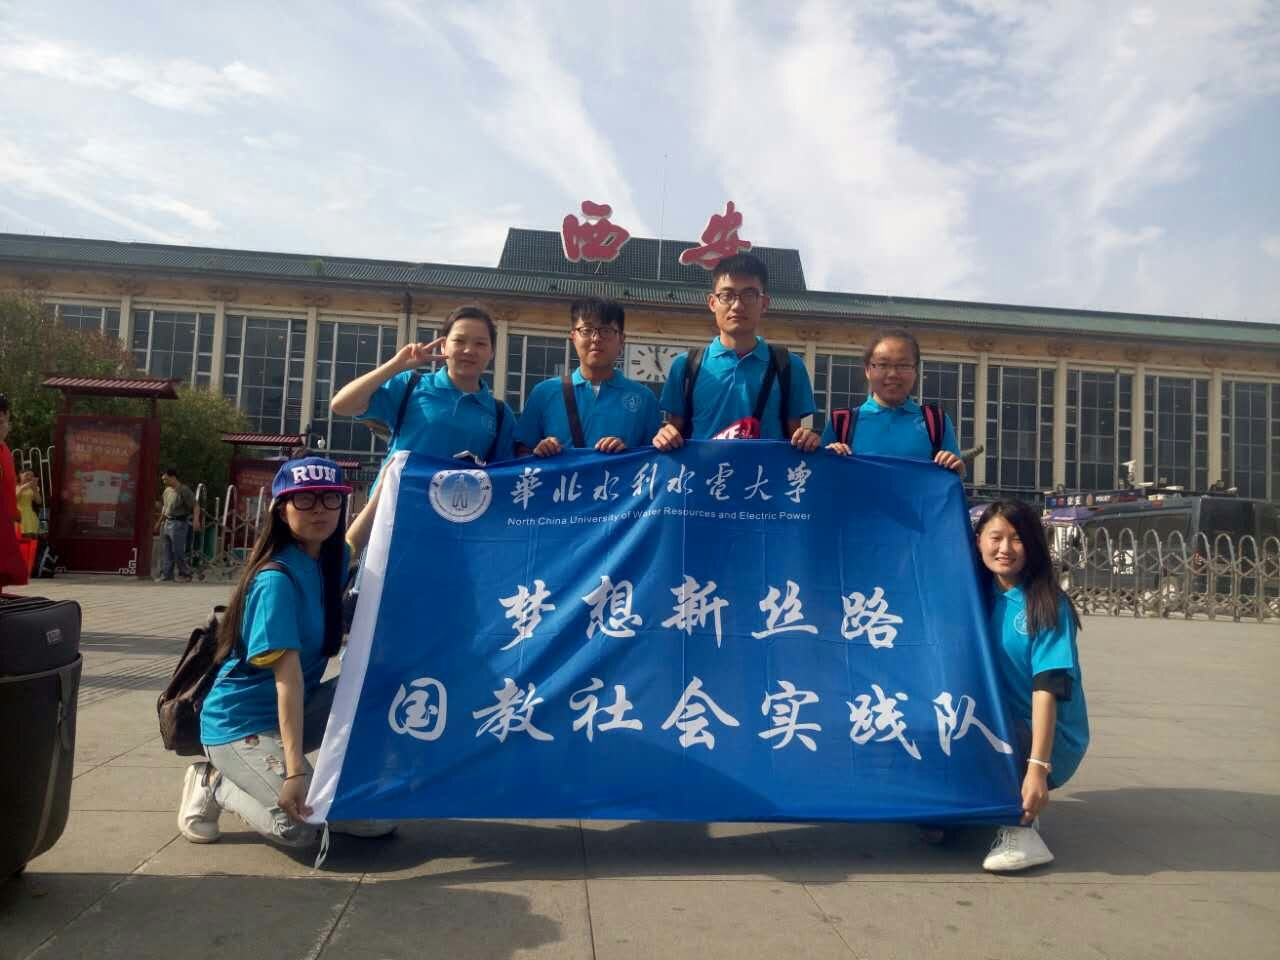 西安
RUN
華北水利水電大学
North China University of Water Resources and Electric Power
梦想新丝路
国教社会实践队